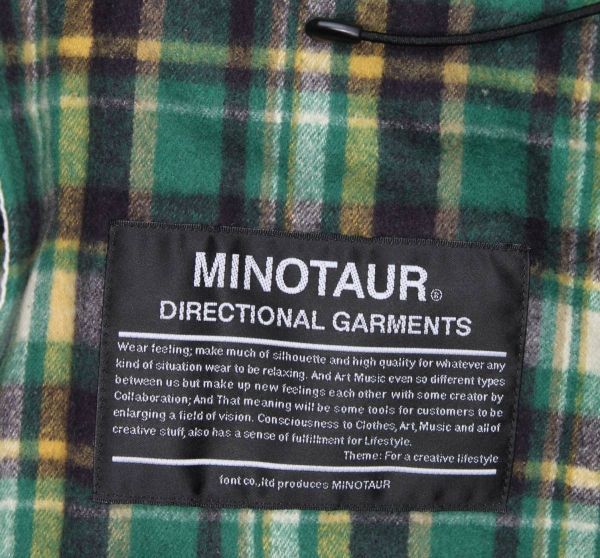 MINOTAUR®
DIRECTIONAL GARMENTS
Wear feeling; make much of silhouette and high quality for whatever any
kind of situation wear to be relaxing. And Art Music even so different types
between us but make up new feelings each other with some creator by
Collaboration; And That meaning will be some tools for customers to be
enlarging a field of vision. Consciousness to Clothes, Art, Music and all of
creative stuff, also has a sense of fulfillment for Lifestyle.
Theme: For a creative lifestyle
font co.,ltd produces MINOTAUR